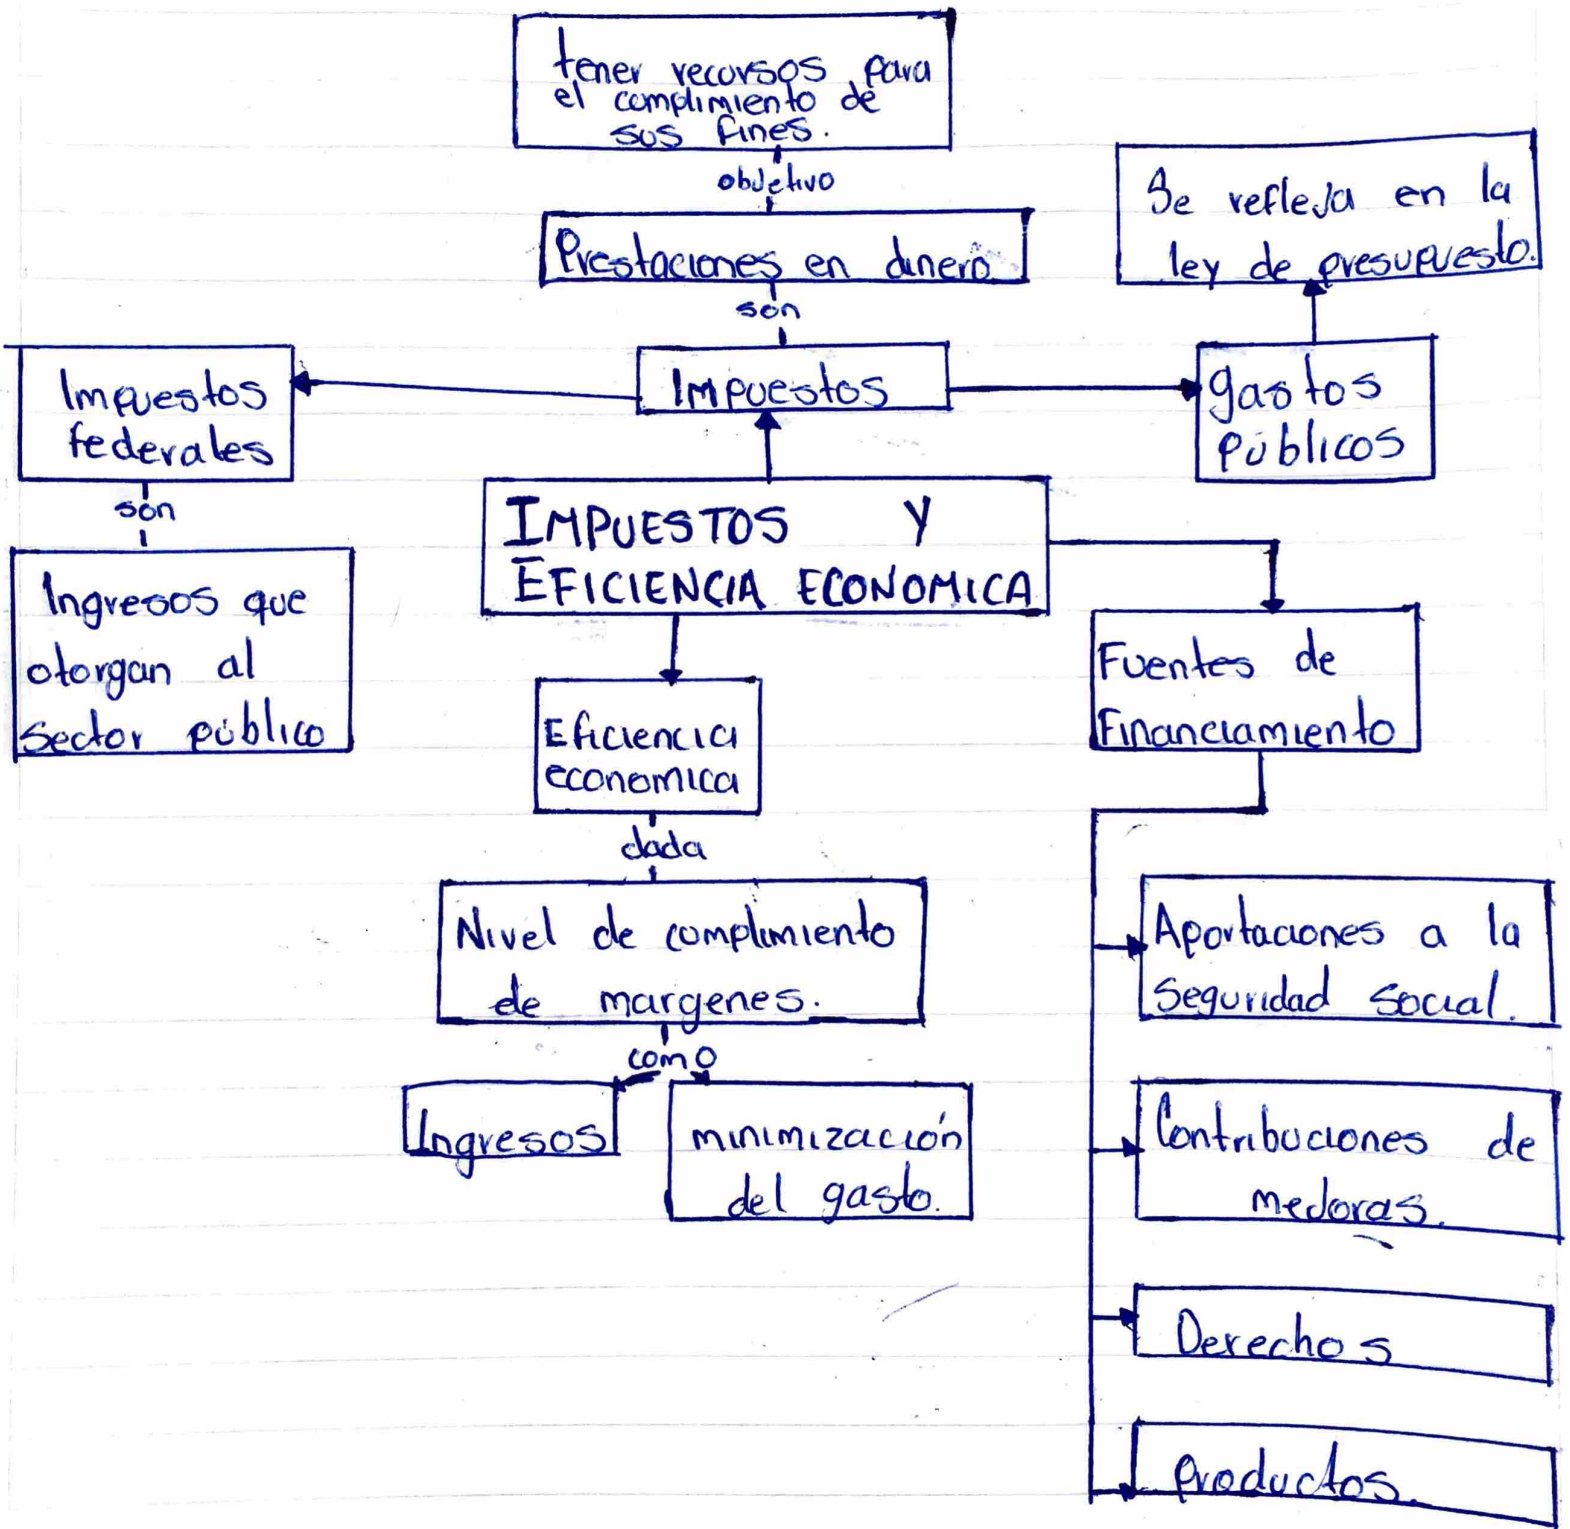 tener recursos para
el cumplimiento de
sus fines.
objetivo
Prestaciones en dinero
son
Se refleja en la
ley de presupuesto.
Impuestos
federales
Impuestos
gastos
públicos
son
Ingresos que
otorgan al
sector público
IMPUESTOS Y
EFICIENCIA ECONOMICA
Fuentes de
Financiamiento
Eficiencia
economica
dada
Nivel de cumplimiento
de margenes.
como
Ingresos
minimización
del gasto.
Aportaciones a la
Seguridad social.
Contribuciones de
mejoras.
Derechos
productos.